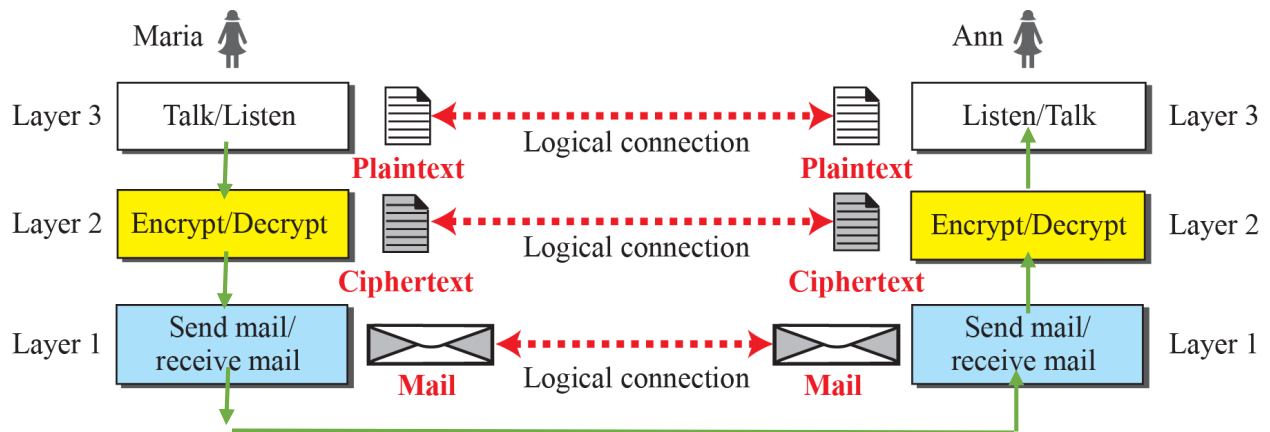 Maria
Ann
Layer 3
Talk/Listen
Logical connection
Listen/Talk
Layer 3
Plaintext
Plaintext
Layer 2
Encrypt/Decrypt
Logical connection
Encrypt/Decrypt
Layer 2
Ciphertext
Ciphertext
Layer 1
Send mail/
receive mail
Logical connection
Send mail/
receive mail
Layer 1
Mail
Mail